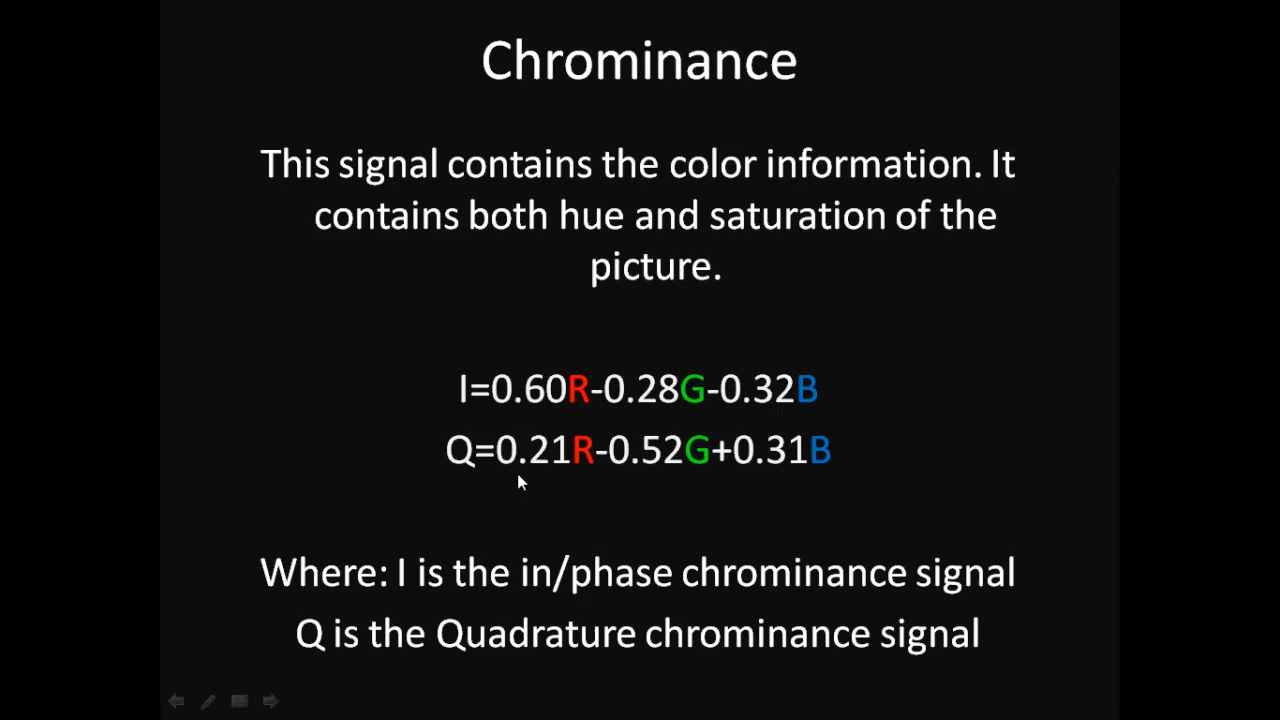 Chrominance
This signal contains the color information. It
contains both hue and saturation of the
picture.
I=0.60R-0.28G-0.32B
Q=0.21R-0.52G+0.31B
Where: I is the in/phase chrominance signal
Q is the Quadrature chrominance signal